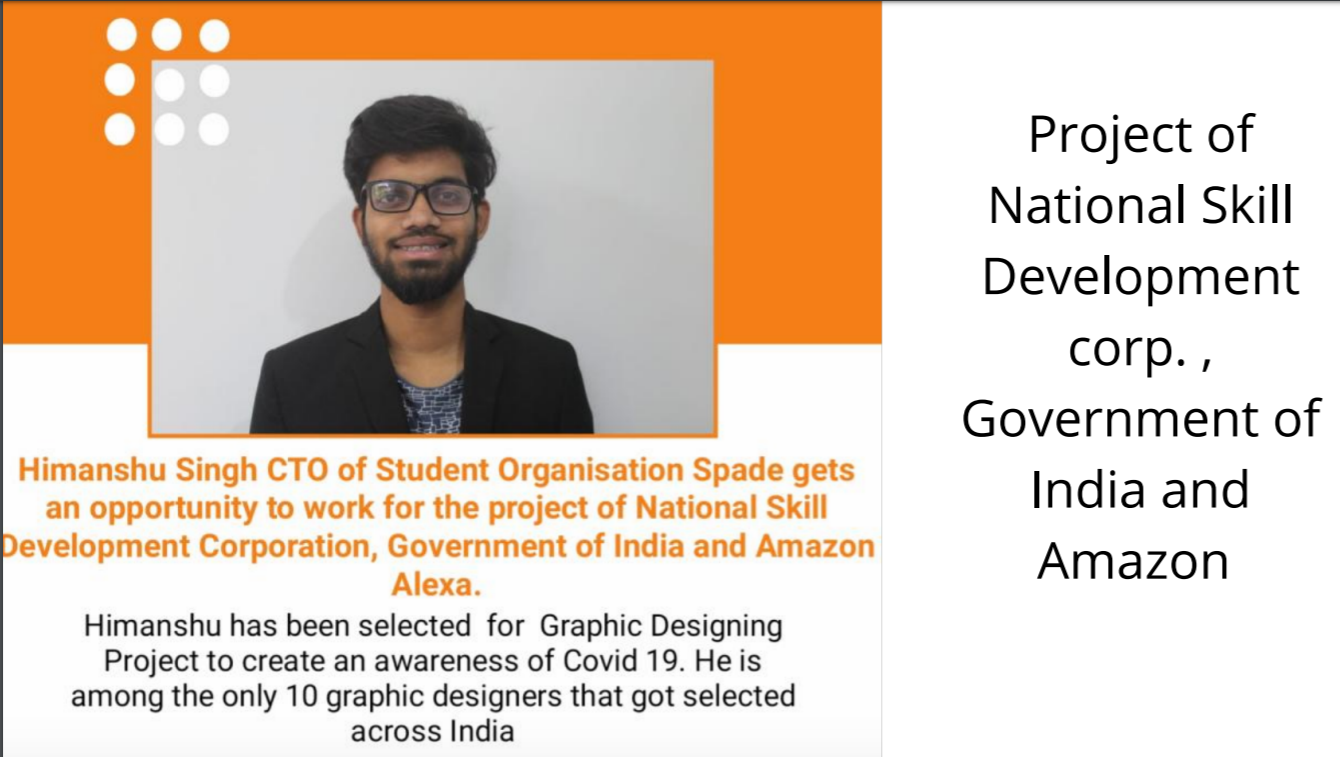 Himanshu Singh CTO of Student Organisation Spade gets
an opportunity to work for the project of National Skill
Development Corporation, Government of India and Amazon
Alexa.
Himanshu has been selected for Graphic Designing
Project to create an awareness of Covid 19. He is
among the only 10 graphic designers that got selected
across India
Project of
National Skill
Development
corp. ,
Government of
India and
Amazon